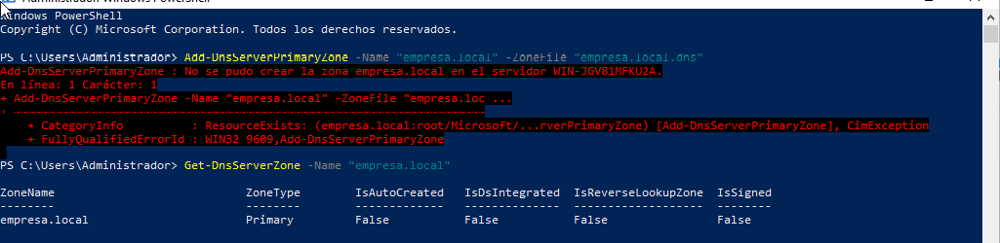 Administrador: Windows PowerShell
Windows PowerShell
Copyright (C) Microsoft Corporation. Todos los derechos reservados.
PS C:\Users\Administrador> Add-DnsServerPrimaryZone -Name "empresa.local" -ZoneFile "empresa.local.dns"
Add-DnsServerPrimaryZone : No se pudo crear la zona empresa.local en el servidor WIN-JGV81MFKU2A.
En línea: 1 Carácter: 1
+ Add-DnsServerPrimaryZone -Name "empresa.local" -ZoneFile "empresa.loc ...
+ ~~~~~~~~~~~~~~~~~~~~~~~~~~~~~~~~~~~~~~~~~~~~~~~~~~~~~~~~~~~~~~~~~~~~~
    + CategoryInfo          : ResourceExists: (empresa.local:root/Microsoft/...rverPrimaryZone) [Add-DnsServerPrimaryZone], CimException
    + FullyQualifiedErrorId : WIN32 9609,Add-DnsServerPrimaryZone
PS C:\Users\Administrador> Get-DnsServerZone -Name "empresa.local"
ZoneName                            ZoneType        IsAutoCreated   IsDsIntegrated  IsReverseLookupZone  IsSigned
--------                            --------        -------------   --------------  -------------------  --------
empresa.local                       Primary         False           False           False                False